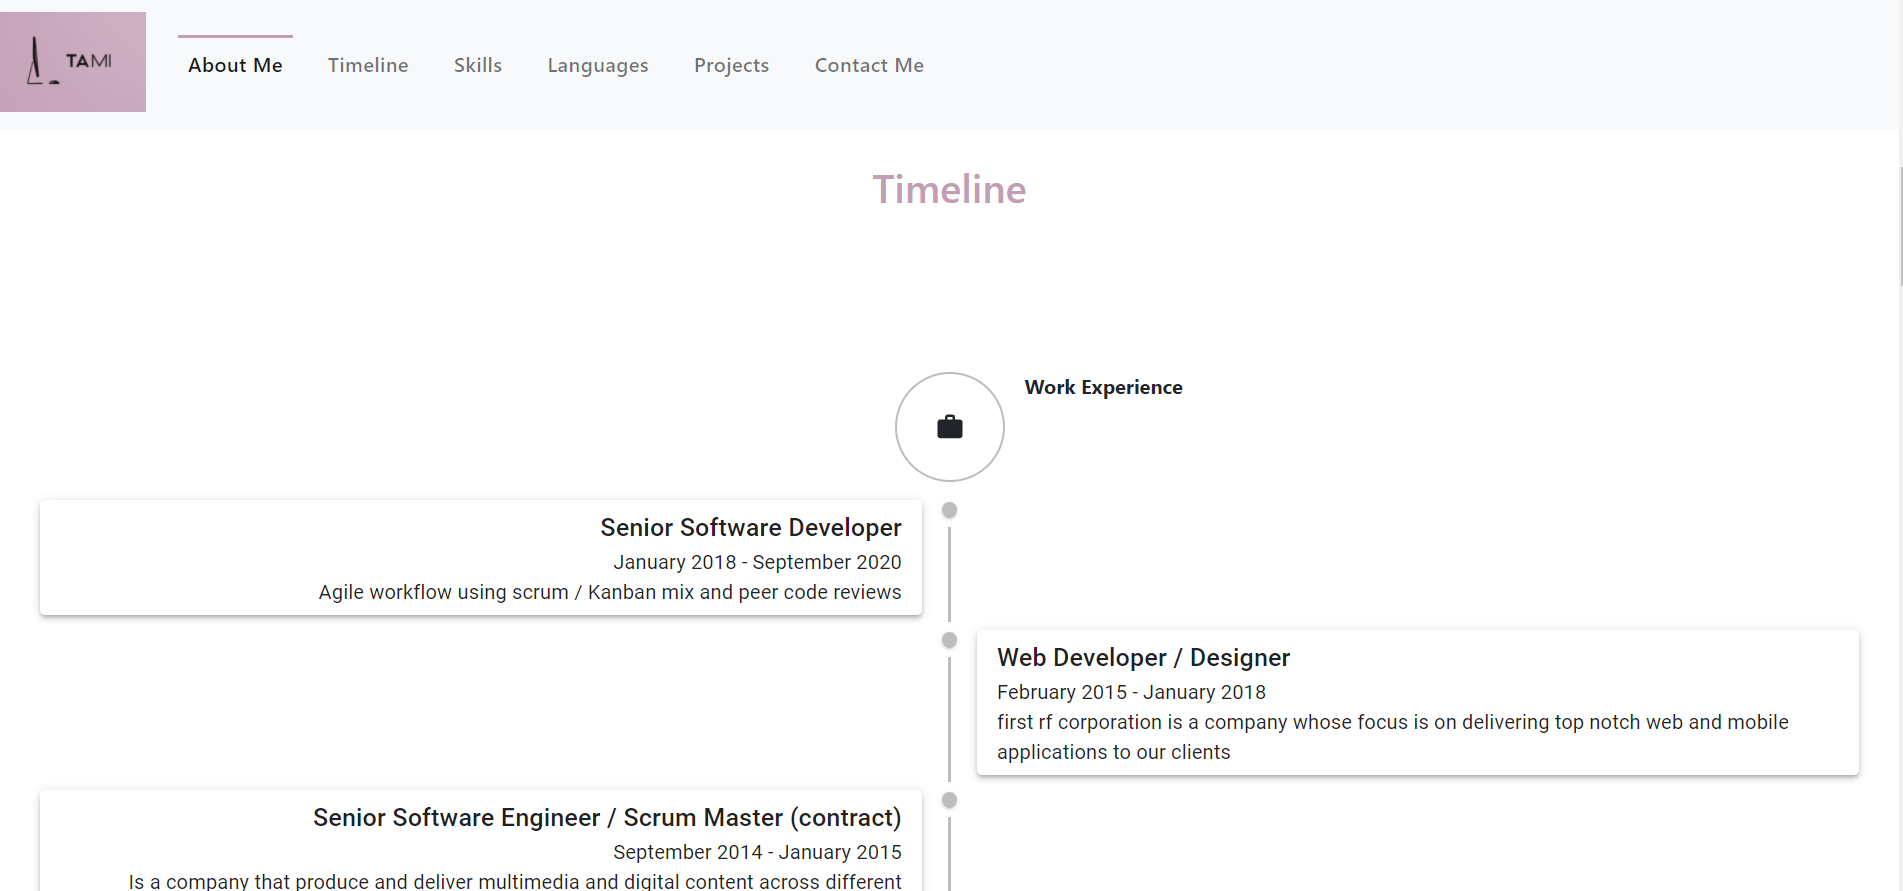 TAMI
About Me
Timeline
Skills
Languages
Projects
Contact Me
Timeline
Work Experience
Senior Software Developer
January 2018 - September 2020
Agile workflow using scrum / Kanban mix and peer code reviews
Web Developer / Designer
February 2015 - January 2018
first rf corporation is a company whose focus is on delivering top notch web and mobile
applications to our clients
Senior Software Engineer / Scrum Master (contract)
September 2014 - January 2015
Is a company that produce and deliver multimedia and digital content across different